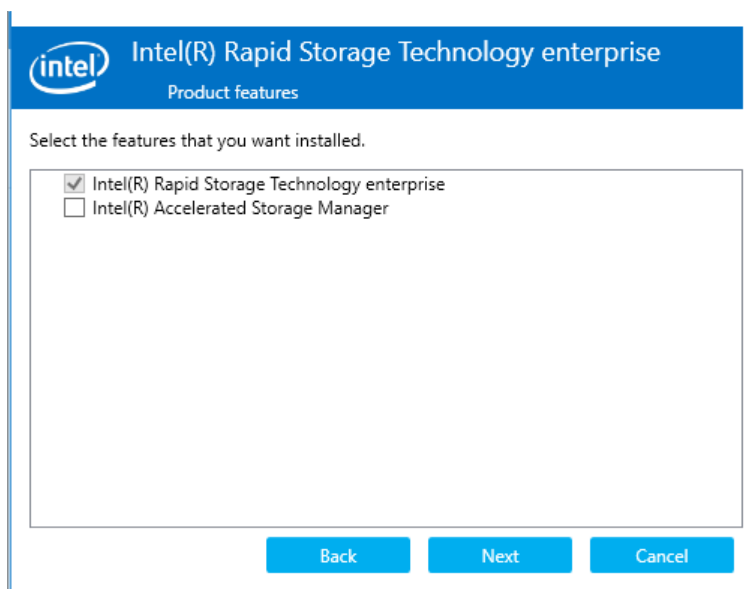 intel
Intel(R) Rapid Storage Technology enterprise
Product features
Select the features that you want installed.
Intel(R) Rapid Storage Technology enterprise
Intel(R) Accelerated Storage Manager
Back Next Cancel